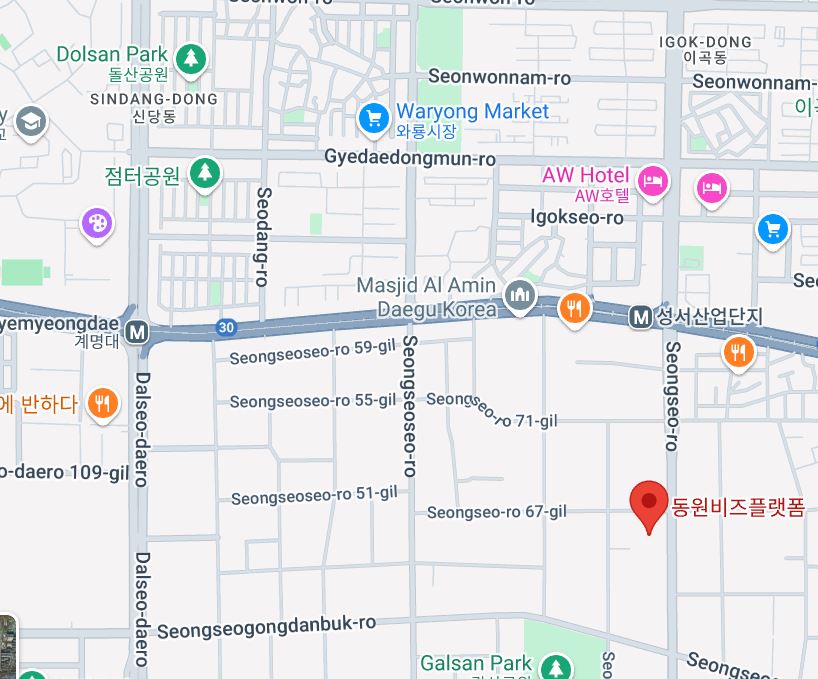 Seonwon-ro
IGOK-DONG
이곡동
Dolsan Park
돌산공원
Seonwonnam-ro
Seonwonnam-
SINDANG-DONG
신당동
Waryong Market
와룡시장
Gyedaedongmun-ro
점터공원
AW Hotel
AW호텔
Igokseo-ro
Seodang-ro
Masjid Al Amin
Daegu Korea
yemyeongdae
계명대
M
30
M
성서산업단지
Seongseoseo-ro 59-gil
Seongseoseo-ro
Seongseo-ro
Dalseo-daero
에 반하다
Seongseoseo-ro 55-gil
Seongseo-ro 71-gil
o-daero 109-gil
Seongseoseo-ro 51-gil
Seongseo-ro 67-gil
동원비즈플랫폼
Dalseo-daero
Seongseogongdanbuk-ro
Galsan Park